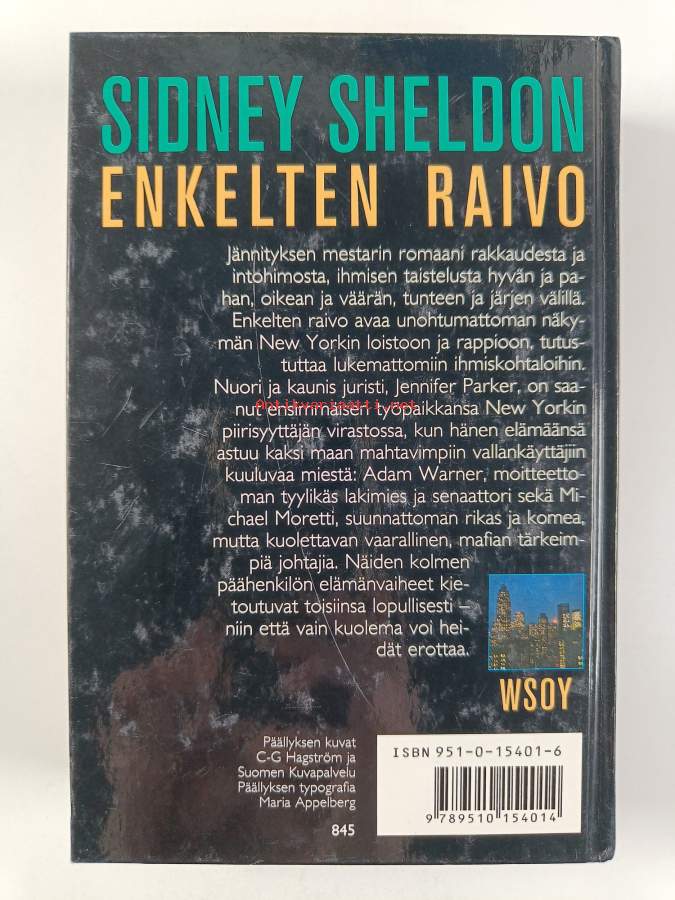 SIDNEY SHELDON
ENKELTEN RAIVO
Jännityksen mestarin romaani rakkaudesta ja
intohimosta, ihmisen taistelusta hyvän ja pa-
han, oikean ja väärän, tunteen ja järjen välillä.
Enkelten raivo avaa unohtumattoman näky-
män New Yorkin loistoon ja rappioon, tutus-
tuttaa lukemattomiin ihmiskohtaloihin.
Nuori ja kaunis juristi, Jennifer Parker, on saa-
nut ensimmäisen työpaikkansa New Yorkin
Antikvariaatti.net
piirisyyttäjän virastossa, kun hänen elämäänsä
astuu kaksi maan mahtavimpiin vallankäyttäjiin
kuuluvaa miestä: Adam Warner, moitteetto-
man tyylikäs lakimies ja senaattori sekä Mi-
chael Moretti, suunnattoman rikas ja komea,
mutta kuolettavan vaarallinen, mafian tärkeim-
piä johtajia. Näiden kolmen
päähenkilön elämänvaiheet kie-
toutuvat toisiinsa lopullisesti –
niin että vain kuolema voi hei-
dät erottaa.
WSOY
Päällyksen kuvat
C-G Hagström ja
Suomen Kuvapalvelu
Päällyksen typografia
Maria Appelberg
845
ISBN 951-0-15401-6
9 789510 154014